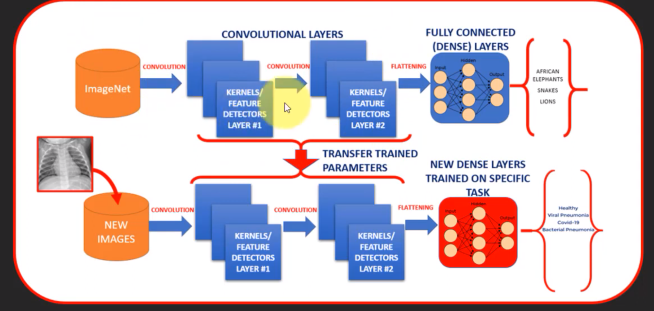 CONVOLUTIONAL LAYERS
FULLY CONNECTED
(DENSE) LAYERS
ImageNet
CONVOLUTION
KERNELS/
FEATURE
DETECTORS
LAYER #1
CONVOLUTION
KERNELS/
FEATURE
DETECTORS
LAYER #2
FLATTENING
Input
Hidden
Output
AFRICAN
ELEPHANTS
SNAKES
LIONS
TRANSFER TRAINED
PARAMETERS
NEW DENSE LAYERS
TRAINED ON SPECIFIC
TASK
NEW
IMAGES
CONVOLUTION
KERNELS/
FEATURE
DETECTORS
LAYER #1
CONVOLUTION
KERNELS/
FEATURE
DETECTORS
LAYER #2
FLATTENING
Input
Hidden
Output
Healthy
Viral Pneumonia
Covid-19
Bacterial Pneumonia